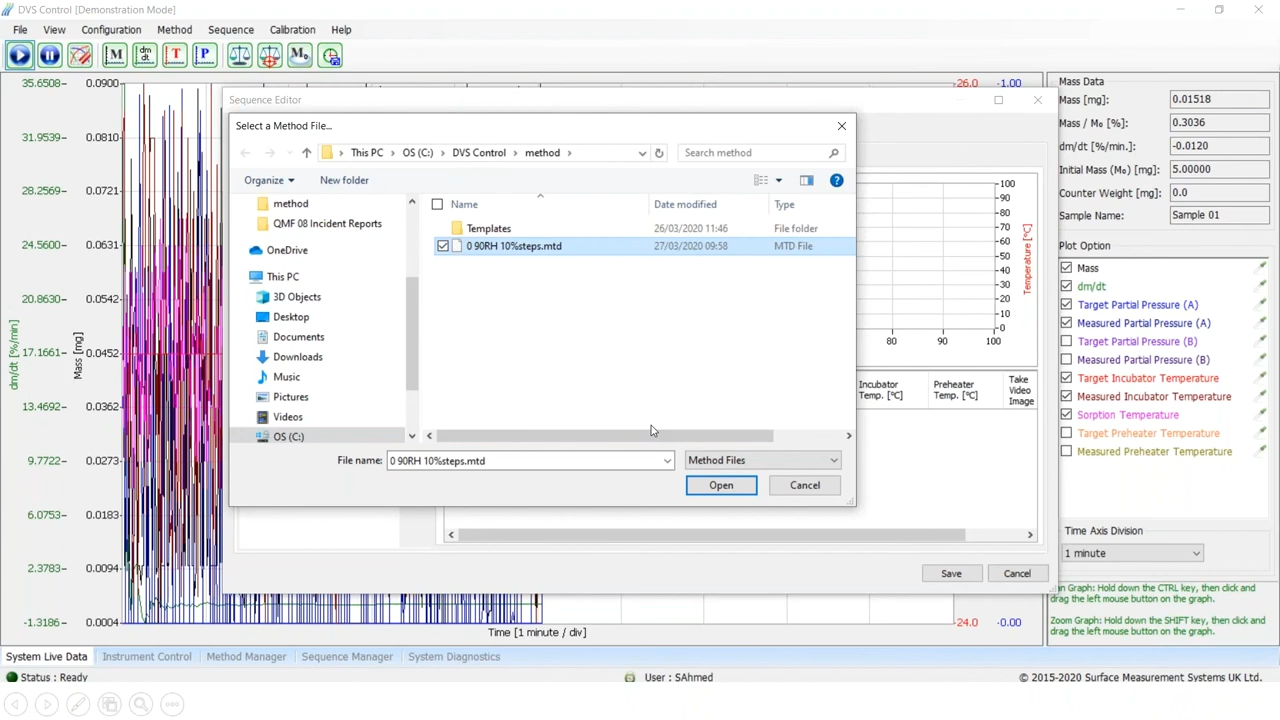 DVS Control [Demonstration Mode]
File View Configuration Method Sequence Calibration Help
M dm dt T P M₀
35.6508 0.0900 26.0 -1.00
31.9539 0.0810
28.2569 0.0721
24.5600 0.0631
20.8630 0.0542
17.1661 0.0452
13.4692 0.0362
9.7722 0.0273
6.0753 0.0183
2.3783 0.0094
-1.3186 0.0004 24.0 -0.00
dm/dt [%/min]
Mass [mg]
Time [1 minute / div]
Sequence Editor
Select a Method File...
This PC > OS (C:) > DVS Control > method >
Search method
Organize New folder
method
QMF 08 Incident Reports
OneDrive
This PC
3D Objects
Desktop
Documents
Downloads
Music
Pictures
Videos
OS (C:)
Name Date modified Type
Templates 26/03/2020 11:46 File folder
0 90RH 10%steps.mtd 27/03/2020 09:58 MTD File
File name: 0 90RH 10%steps.mtd Method Files
Open Cancel
100
90
80
70
60
50
40
30
20
10
0
Temperature [°C]
80 90 100
Incubator Temp. [°C]
Preheater Temp. [°C]
Take Video Image
Save Cancel
Mass Data
Mass [mg]: 0.01518
Mass / M₀ [%]: 0.3036
dm/dt [%/min.]: -0.0120
Initial Mass (M₀) [mg]: 5.00000
Counter Weight [mg]: 0.0
Sample Name: Sample 01
Plot Option
Mass
dm/dt
Target Partial Pressure (A)
Measured Partial Pressure (A)
Target Partial Pressure (B)
Measured Partial Pressure (B)
Target Incubator Temperature
Measured Incubator Temperature
Sorption Temperature
Target Preheater Temperature
Measured Preheater Temperature
Time Axis Division
1 minute
Graph: Hold down the CTRL key, then click and
drag the left mouse button on the graph.
Zoom Graph: Hold down the SHIFT key, then click and
drag the left mouse button on the graph.
System Live Data Instrument Control Method Manager Sequence Manager System Diagnostics
Status : Ready User : SAhmed © 2015-2020 Surface Measurement Systems UK Ltd.